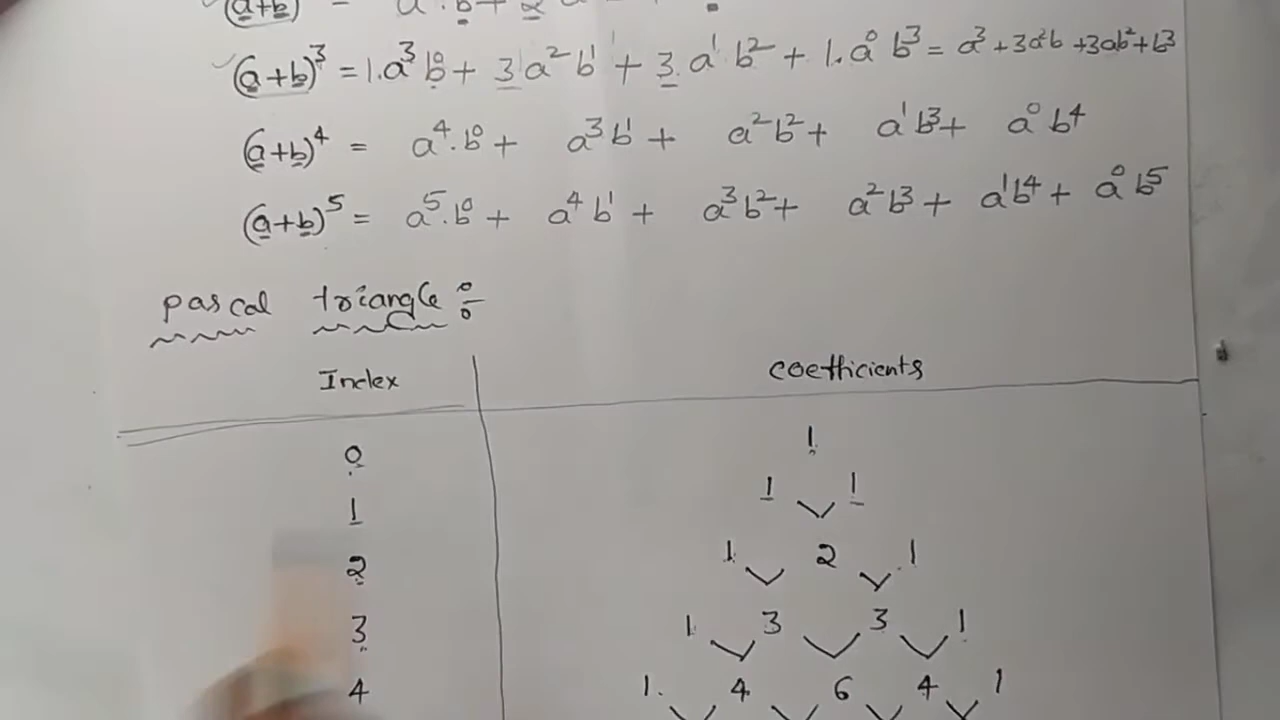 (a+b)³ = 1.a³b⁰ + 3a²b¹ + 3.a¹b² + 1.a⁰b³ = a³+3a²b+3ab²+b³
(a+b)⁴ = a⁴.b⁰ + a³b¹ + a²b² + a¹b³ + a⁰b⁴
(a+b)⁵ = a⁵.b⁰ + a⁴b¹ + a³b² + a²b³ + a¹b⁴ + a⁰b⁵
pascal triangle :-
Index coefficients
0 1
1 1 1
2 1 2 1
3 1 3 3 1
4 1. 4 6 4 1